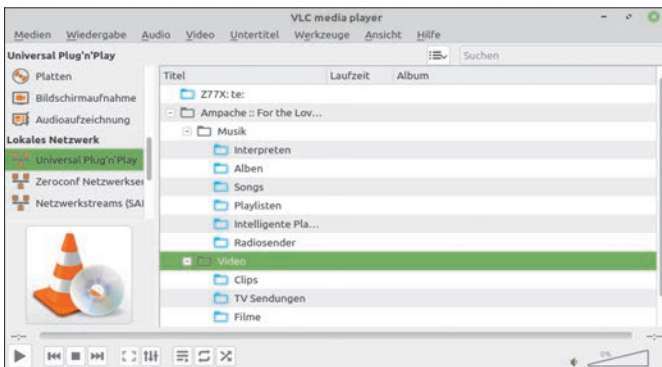 VLC media player
Medien Wiedergabe Audio Video Untertitel Werkzeuge Ansicht Hilfe
Universal Plug'n'Play
Suchen
Platten
Bildschirmaufnahme
Audioaufzeichnung
Lokales Netzwerk
Universal Plug'n'Play
Zeroconf Netzwerkse
Netzwerkstreams (SA
Titel Laufzeit Album
Z77X: te:
Ampache :: For the Lov...
Musik
Interpreten
Alben
Songs
Playlisten
Intelligente Pla...
Radiosender
Video
Clips
TV Sendungen
Filme
--:-- --:--
0%